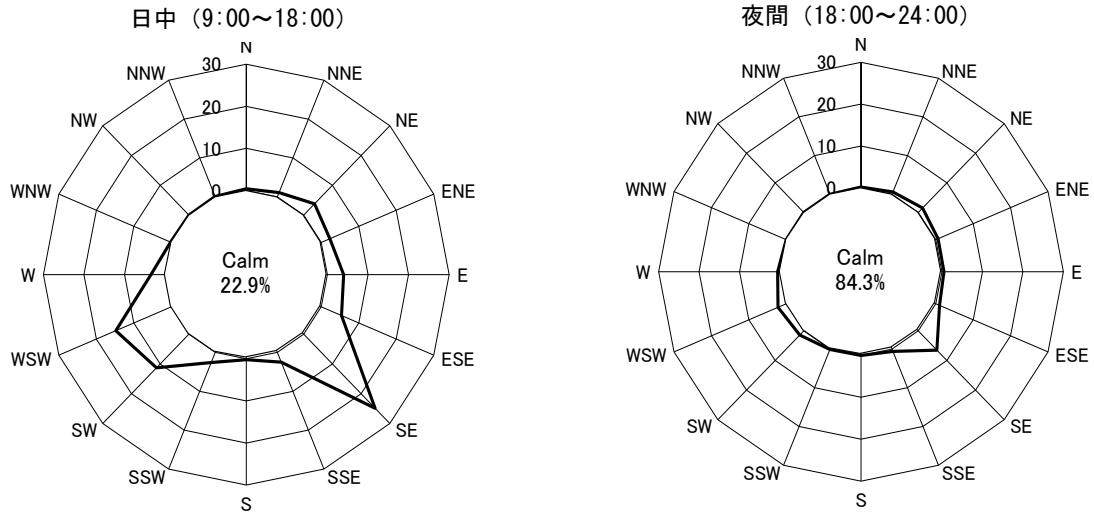 日中（9:00～18:00）
N
NNW
30
NNE
NW
20
NE
10
WNW
0
ENE
Calm
22.9%
W
E
WSW
ESE
SW
SE
SSW
SSE
S
夜間（18:00～24:00）
N
NNW
30
NNE
NW
20
NE
10
WNW
0
ENE
Calm
84.3%
W
E
WSW
ESE
SW
SE
SSW
SSE
S